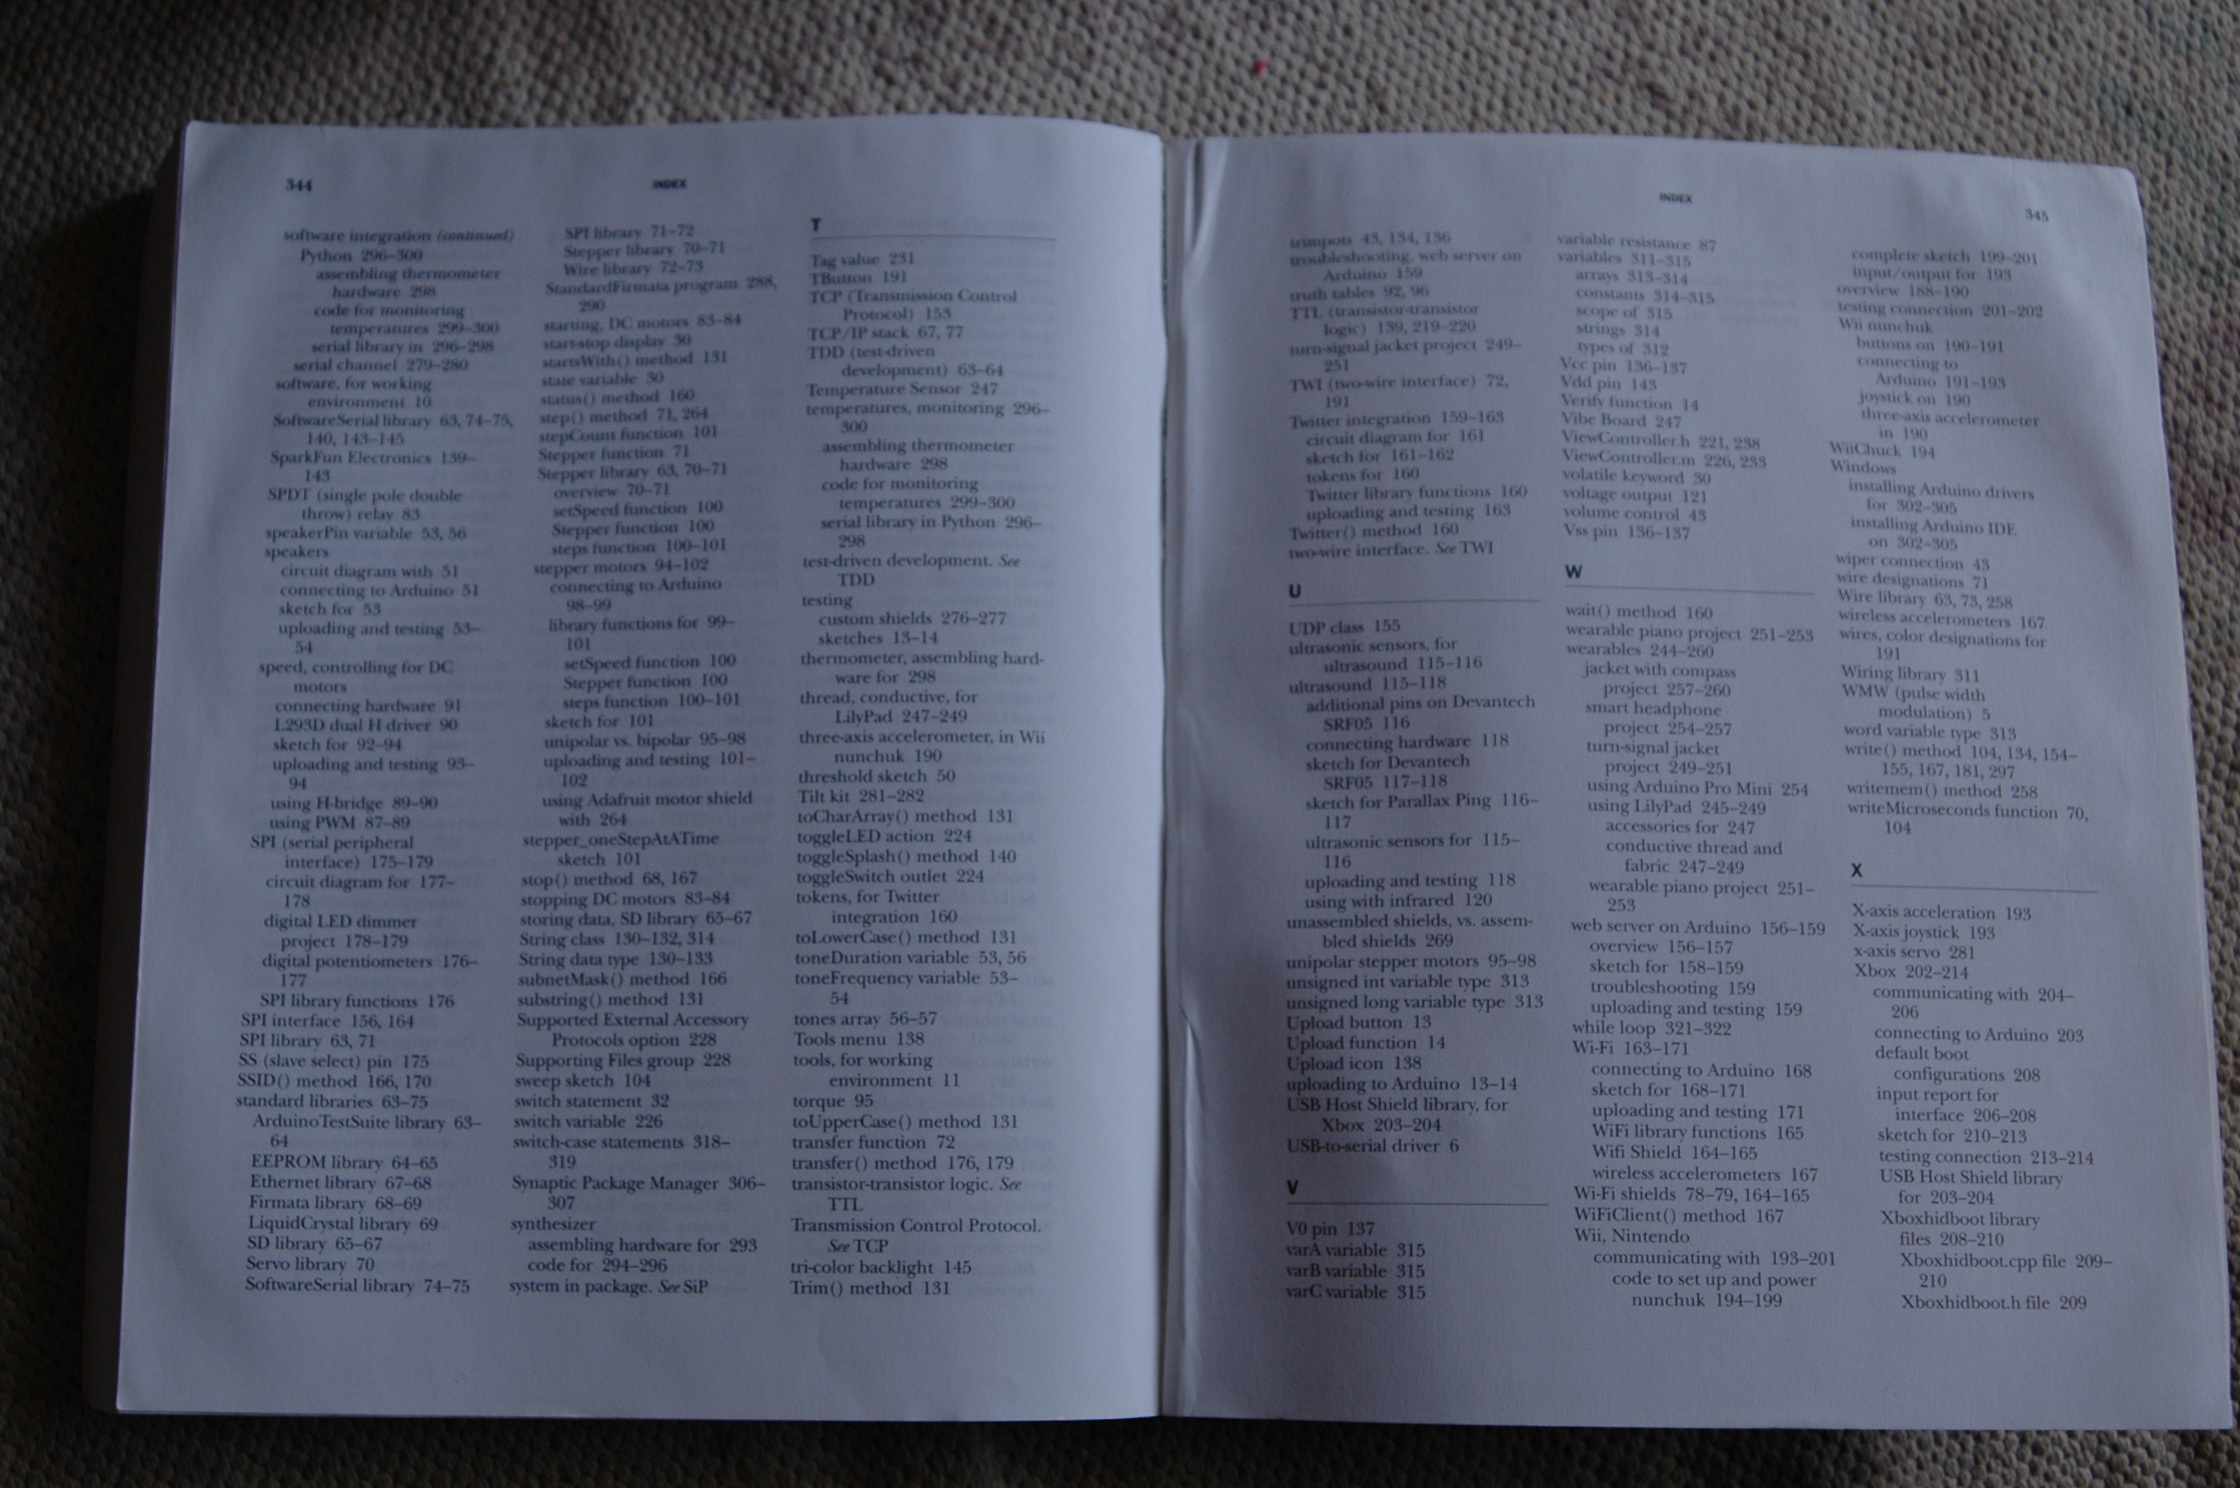 344
INDEX
software integration (continued)
Python 296–300
assembling thermometer
hardware 298
code for monitoring
temperatures 299–300
serial library in 296–298
serial channel 279–280
software, for working
environment 10
SoftwareSerial library 63, 74–75,
140, 143–145
SparkFun Electronics 139–
143
SPDT (single pole double
throw) relay 83
speakerPin variable 53, 56
speakers
circuit diagram with 51
connecting to Arduino 51
sketch for 53
uploading and testing 53–
54
speed, controlling for DC
motors
connecting hardware 91
L293D dual H driver 90
sketch for 92–94
uploading and testing 93–
94
using H-bridge 89–90
using PWM 87–89
SPI (serial peripheral
interface) 175–179
circuit diagram for 177–
178
digital LED dimmer
project 178–179
digital potentiometers 176–
177
SPI library functions 176
SPI interface 156, 164
SPI library 63, 71
SS (slave select) pin 175
SSID() method 166, 170
standard libraries 63–75
ArduinoTestSuite library 63–
64
EEPROM library 64–65
Ethernet library 67–68
Firmata library 68–69
LiquidCrystal library 69
SD library 65–67
Servo library 70
SoftwareSerial library 74–75
SPI library 71–72
Stepper library 70–71
Wire library 72–73
StandardFirmata program 288,
290
starting, DC motors 83–84
start-stop display 30
startsWith() method 131
state variable 30
status() method 160
step() method 71, 264
stepCount function 101
Stepper function 71
Stepper library 63, 70–71
overview 70–71
setSpeed function 100
Stepper function 100
steps function 100–101
stepper motors 94–102
connecting to Arduino
98–99
library functions for 99–
101
setSpeed function 100
Stepper function 100
steps function 100–101
sketch for 101
unipolar vs. bipolar 95–98
uploading and testing 101–
102
using Adafruit motor shield
with 264
stepper_oneStepAtATime
sketch 101
stop() method 68, 167
stopping DC motors 83–84
storing data, SD library 65–67
String class 130–132, 314
String data type 130–133
subnetMask() method 166
substring() method 131
Supported External Accessory
Protocols option 228
Supporting Files group 228
sweep sketch 104
switch statement 32
switch variable 226
switch-case statements 318–
319
Synaptic Package Manager 306–
307
synthesizer
assembling hardware for 293
code for 294–296
system in package. See SiP
T
Tag value 231
TButton 191
TCP (Transmission Control
Protocol) 153
TCP/IP stack 67, 77
TDD (test-driven
development) 63–64
Temperature Sensor 247
temperatures, monitoring 296–
300
assembling thermometer
hardware 298
code for monitoring
temperatures 299–300
serial library in Python 296–
298
test-driven development. See
TDD
testing
custom shields 276–277
sketches 13–14
thermometer, assembling hard-
ware for 298
thread, conductive, for
LilyPad 247–249
three-axis accelerometer, in Wii
nunchuk 190
threshold sketch 50
Tilt kit 281–282
toCharArray() method 131
toggleLED action 224
toggleSplash() method 140
toggleSwitch outlet 224
tokens, for Twitter
integration 160
toLowerCase() method 131
toneDuration variable 53, 56
toneFrequency variable 53–
54
tones array 56–57
Tools menu 138
tools, for working
environment 11
torque 95
toUpperCase() method 131
transfer function 72
transfer() method 176, 179
transistor-transistor logic. See
TTL
Transmission Control Protocol.
See TCP
tri-color backlight 145
Trim() method 131
INDEX
345
trimpots 43, 134, 136
troubleshooting, web server on
Arduino 159
truth tables 92, 96
TTL (transistor-transistor
logic) 139, 219–220
turn-signal jacket project 249–
251
TWI (two-wire interface) 72,
191
Twitter integration 159–163
circuit diagram for 161
sketch for 161–162
tokens for 160
Twitter library functions 160
uploading and testing 163
Twitter() method 160
two-wire interface. See TWI
U
UDP class 155
ultrasonic sensors, for
ultrasound 115–116
ultrasound 115–118
additional pins on Devantech
SRF05 116
connecting hardware 118
sketch for Devantech
SRF05 117–118
sketch for Parallax Ping 116–
117
ultrasonic sensors for 115–
116
uploading and testing 118
using with infrared 120
unassembled shields, vs. assem-
bled shields 269
unipolar stepper motors 95–98
unsigned int variable type 313
unsigned long variable type 313
Upload button 13
Upload function 14
Upload icon 138
uploading to Arduino 13–14
USB Host Shield library, for
Xbox 203–204
USB-to-serial driver 6
V
V0 pin 137
varA variable 315
varB variable 315
varC variable 315
variable resistance 87
variables 311–315
arrays 313–314
constants 314–315
scope of 315
strings 314
types of 312
Vcc pin 136–137
Vdd pin 143
Verify function 14
Vibe Board 247
ViewController.h 221, 238
ViewController.m 226, 233
volatile keyword 30
voltage output 121
volume control 43
Vss pin 136–137
W
wait() method 160
wearable piano project 251–253
wearables 244–260
jacket with compass
project 257–260
smart headphone
project 254–257
turn-signal jacket
project 249–251
using Arduino Pro Mini 254
using LilyPad 245–249
accessories for 247
conductive thread and
fabric 247–249
wearable piano project 251–
253
web server on Arduino 156–159
overview 156–157
sketch for 158–159
troubleshooting 159
uploading and testing 159
while loop 321–322
Wi-Fi 163–171
connecting to Arduino 168
sketch for 168–171
uploading and testing 171
WiFi library functions 165
Wifi Shield 164–165
wireless accelerometers 167
Wi-Fi shields 78–79, 164–165
WiFiClient() method 167
Wii, Nintendo
communicating with 193–201
code to set up and power
nunchuk 194–199
complete sketch 199–201
input/output for 193
overview 188–190
testing connection 201–202
Wii nunchuk
buttons on 190–191
connecting to
Arduino 191–193
joystick on 190
three-axis accelerometer
in 190
WiiChuck 194
Windows
installing Arduino drivers
for 302–305
installing Arduino IDE
on 302–305
wiper connection 43
wire designations 71
Wire library 63, 73, 258
wireless accelerometers 167
wires, color designations for
191
Wiring library 311
WMW (pulse width
modulation) 5
word variable type 313
write() method 104, 134, 154–
155, 167, 181, 297
writemem() method 258
writeMicroseconds function 70,
104
X
X-axis acceleration 193
X-axis joystick 193
x-axis servo 281
Xbox 202–214
communicating with 204–
206
connecting to Arduino 203
default boot
configurations 208
input report for
interface 206–208
sketch for 210–213
testing connection 213–214
USB Host Shield library
for 203–204
Xboxhidboot library
files 208–210
Xboxhidboot.cpp file 209–
210
Xboxhidboot.h file 209